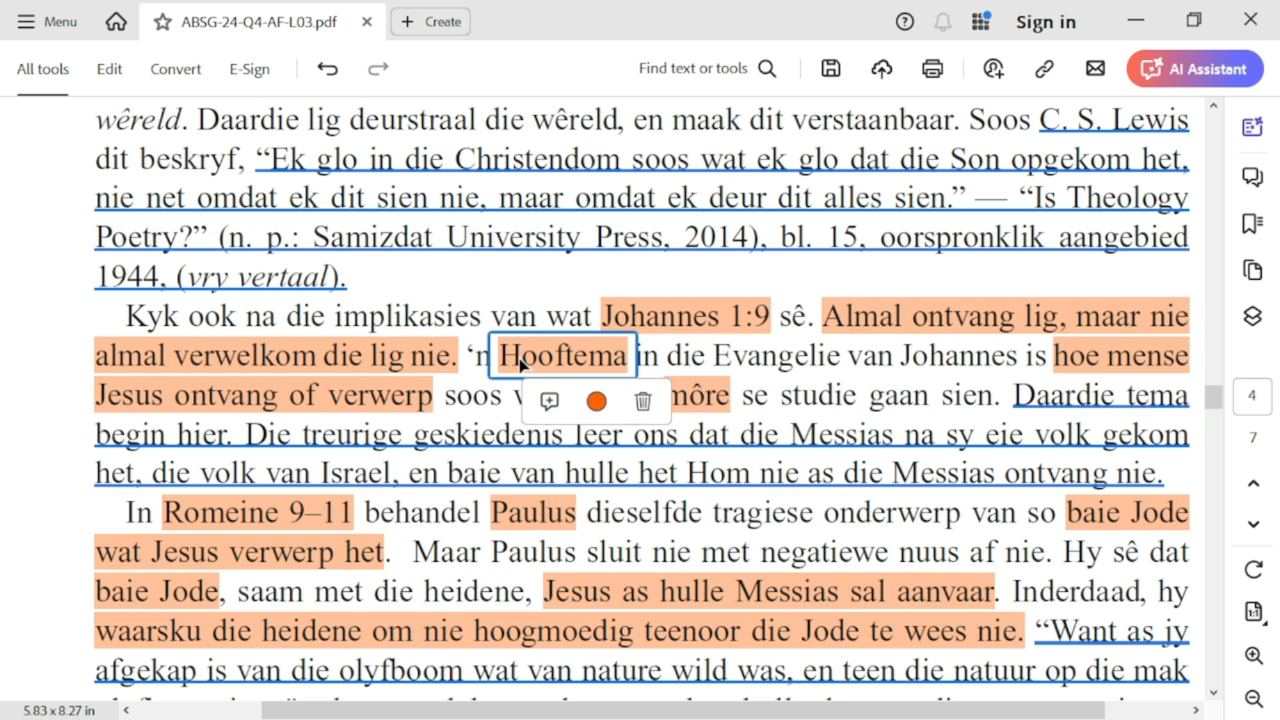 Menu
ABSG-24-Q4-AF-L03.pdf
Create
Sign in
All tools Edit Convert E-Sign
Find text or tools
AI Assistant
wêreld. Daardie lig deurstraal die wêreld, en maak dit verstaanbaar. Soos C. S. Lewis
dit beskryf, “Ek glo in die Christendom soos wat ek glo dat die Son opgekom het,
nie net omdat ek dit sien nie, maar omdat ek deur dit alles sien.” — “Is Theology
Poetry?” (n. p.: Samizdat University Press, 2014), bl. 15, oorspronklik aangebied
1944, (vry vertaal).
Kyk ook na die implikasies van wat Johannes 1:9 sê. Almal ontvang lig, maar nie
almal verwelkom die lig nie. ‘n Hooftema in die Evangelie van Johannes is hoe mense
Jesus ontvang of verwerp soos môre se studie gaan sien. Daardie tema
begin hier. Die treurige geskiedenis leer ons dat die Messias na sy eie volk gekom
het, die volk van Israel, en baie van hulle het Hom nie as die Messias ontvang nie.
In Romeine 9–11 behandel Paulus dieselfde tragiese onderwerp van so baie Jode
wat Jesus verwerp het. Maar Paulus sluit nie met negatiewe nuus af nie. Hy sê dat
baie Jode, saam met die heidene, Jesus as hulle Messias sal aanvaar. Inderdaad, hy
waarsku die heidene om nie hoogmoedig teenoor die Jode te wees nie. “Want as jy
afgekap is van die olyfboom wat van nature wild was, en teen die natuur op die mak
4
7
5.83 x 8.27 in